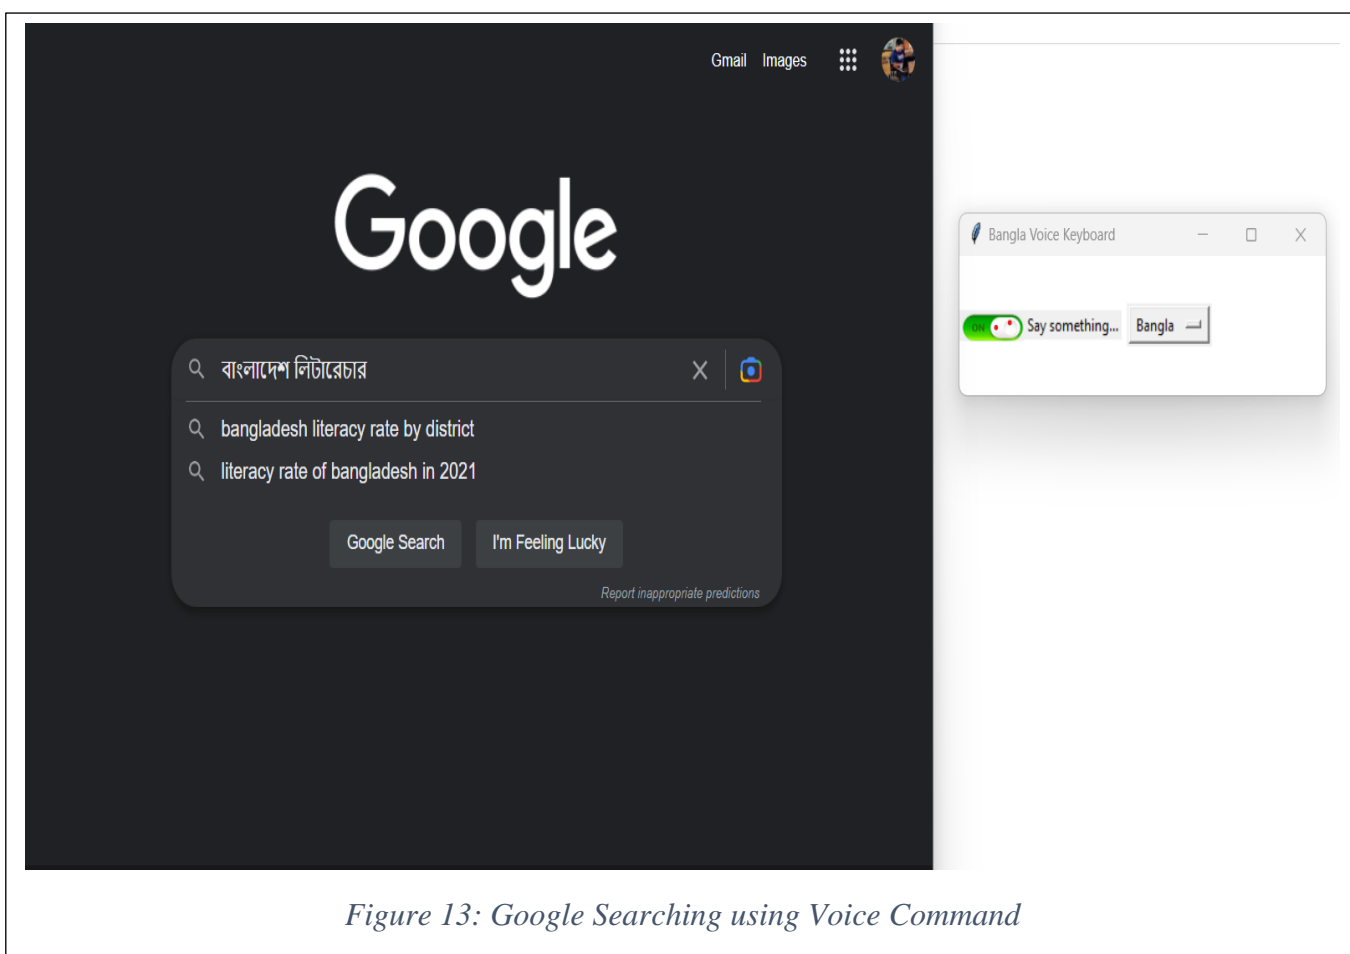 Gmail Images
Google
বাংলাদেশ লিটারেচার
bangladesh literacy rate by district
literacy rate of bangladesh in 2021
Google Search I'm Feeling Lucky
Report inappropriate predictions
Bangla Voice Keyboard
ON Say something... Bangla
Figure 13: Google Searching using Voice Command